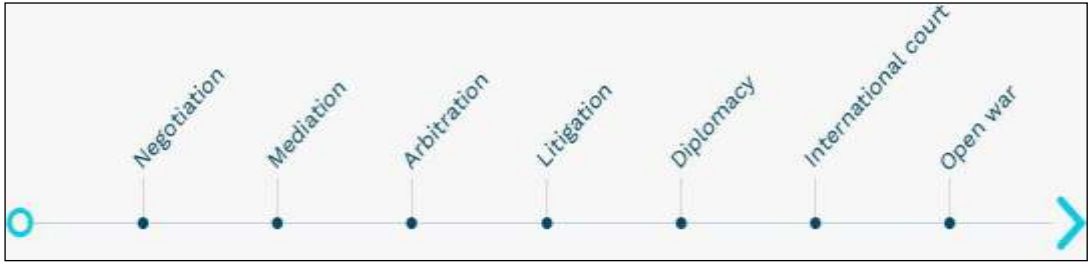 Negotiation
Mediation
Arbitration
Litigation
Diplomacy
International court
Open war